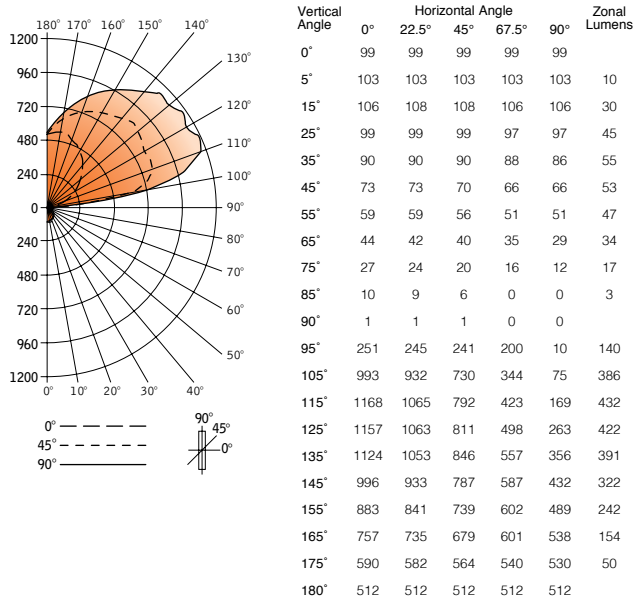 180° 170° 160° 150° 140°
130°
120°
110°
100°
90°
80°
70°
60°
50°
0° 10° 20° 30° 40°
1200
960
720
480
240
0
240
480
720
960
1200
0°
45°
90°
90°
45°
0°
Vertical Angle Horizontal Angle Zonal Lumens
0° 22.5° 45° 67.5° 90°
0° 99 99 99 99 99
5° 103 103 103 103 103 10
15° 106 108 108 106 106 30
25° 99 99 99 97 97 45
35° 90 90 90 88 86 55
45° 73 73 70 66 66 53
55° 59 59 56 51 51 47
65° 44 42 40 35 29 34
75° 27 24 20 16 12 17
85° 10 9 6 0 0 3
90° 1 1 1 0 0
95° 251 245 241 200 10 140
105° 993 932 730 344 75 386
115° 1168 1065 792 423 169 432
125° 1157 1063 811 498 263 422
135° 1124 1053 846 557 356 391
145° 996 933 787 587 432 322
155° 883 841 739 602 489 242
165° 757 735 679 601 538 154
175° 590 582 564 540 530 50
180° 512 512 512 512 512